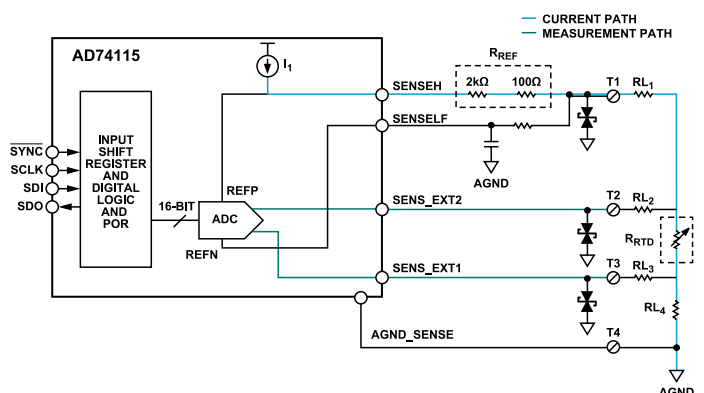 CURRENT PATH
MEASUREMENT PATH
AD74115
I1
RREF
2kΩ
100Ω
SENSEH
T1
RL1
SENSELF
AGND
SYNC
SCLK
SDI
SDO
INPUT
SHIFT
REGISTER
AND
DIGITAL
LOGIC
AND
POR
16-BIT
REFP
ADC
REFN
SENS_EXT2
T2
RL2
RRTD
SENS_EXT1
T3
RL3
RL4
AGND_SENSE
T4
AGND